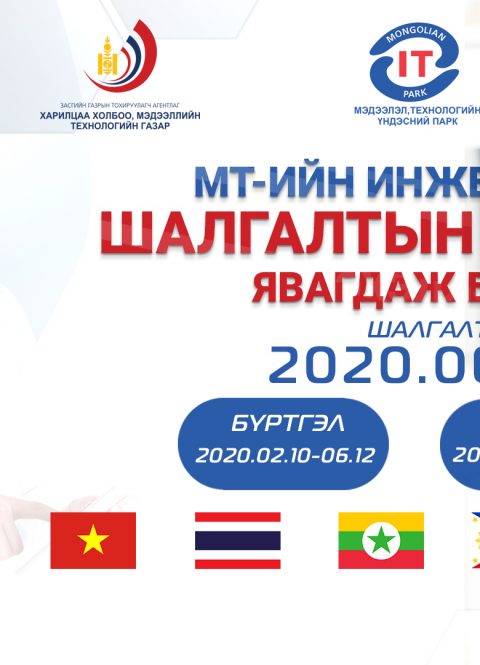 ЗАСГИЙН ГАЗРЫН ТОХИРУУЛАГЧ АГЕНТЛАГ
ХАРИЛЦАА ХОЛБОО, МЭДЭЭЛЛИЙН
ТЕХНОЛОГИЙН ГАЗАР
MONGOLIAN
IT
PARK
МЭДЭЭЛЭЛ,ТЕХНОЛОГИЙН
ҮНДЭСНИЙ ПАРК
МТ-ИЙН ИНЖЕ
ШАЛГАЛТЫН
ЯВАГДАЖ
ШАЛГАЛТ
2020.0
БҮРТГЭЛ
2020.02.10-06.12
20